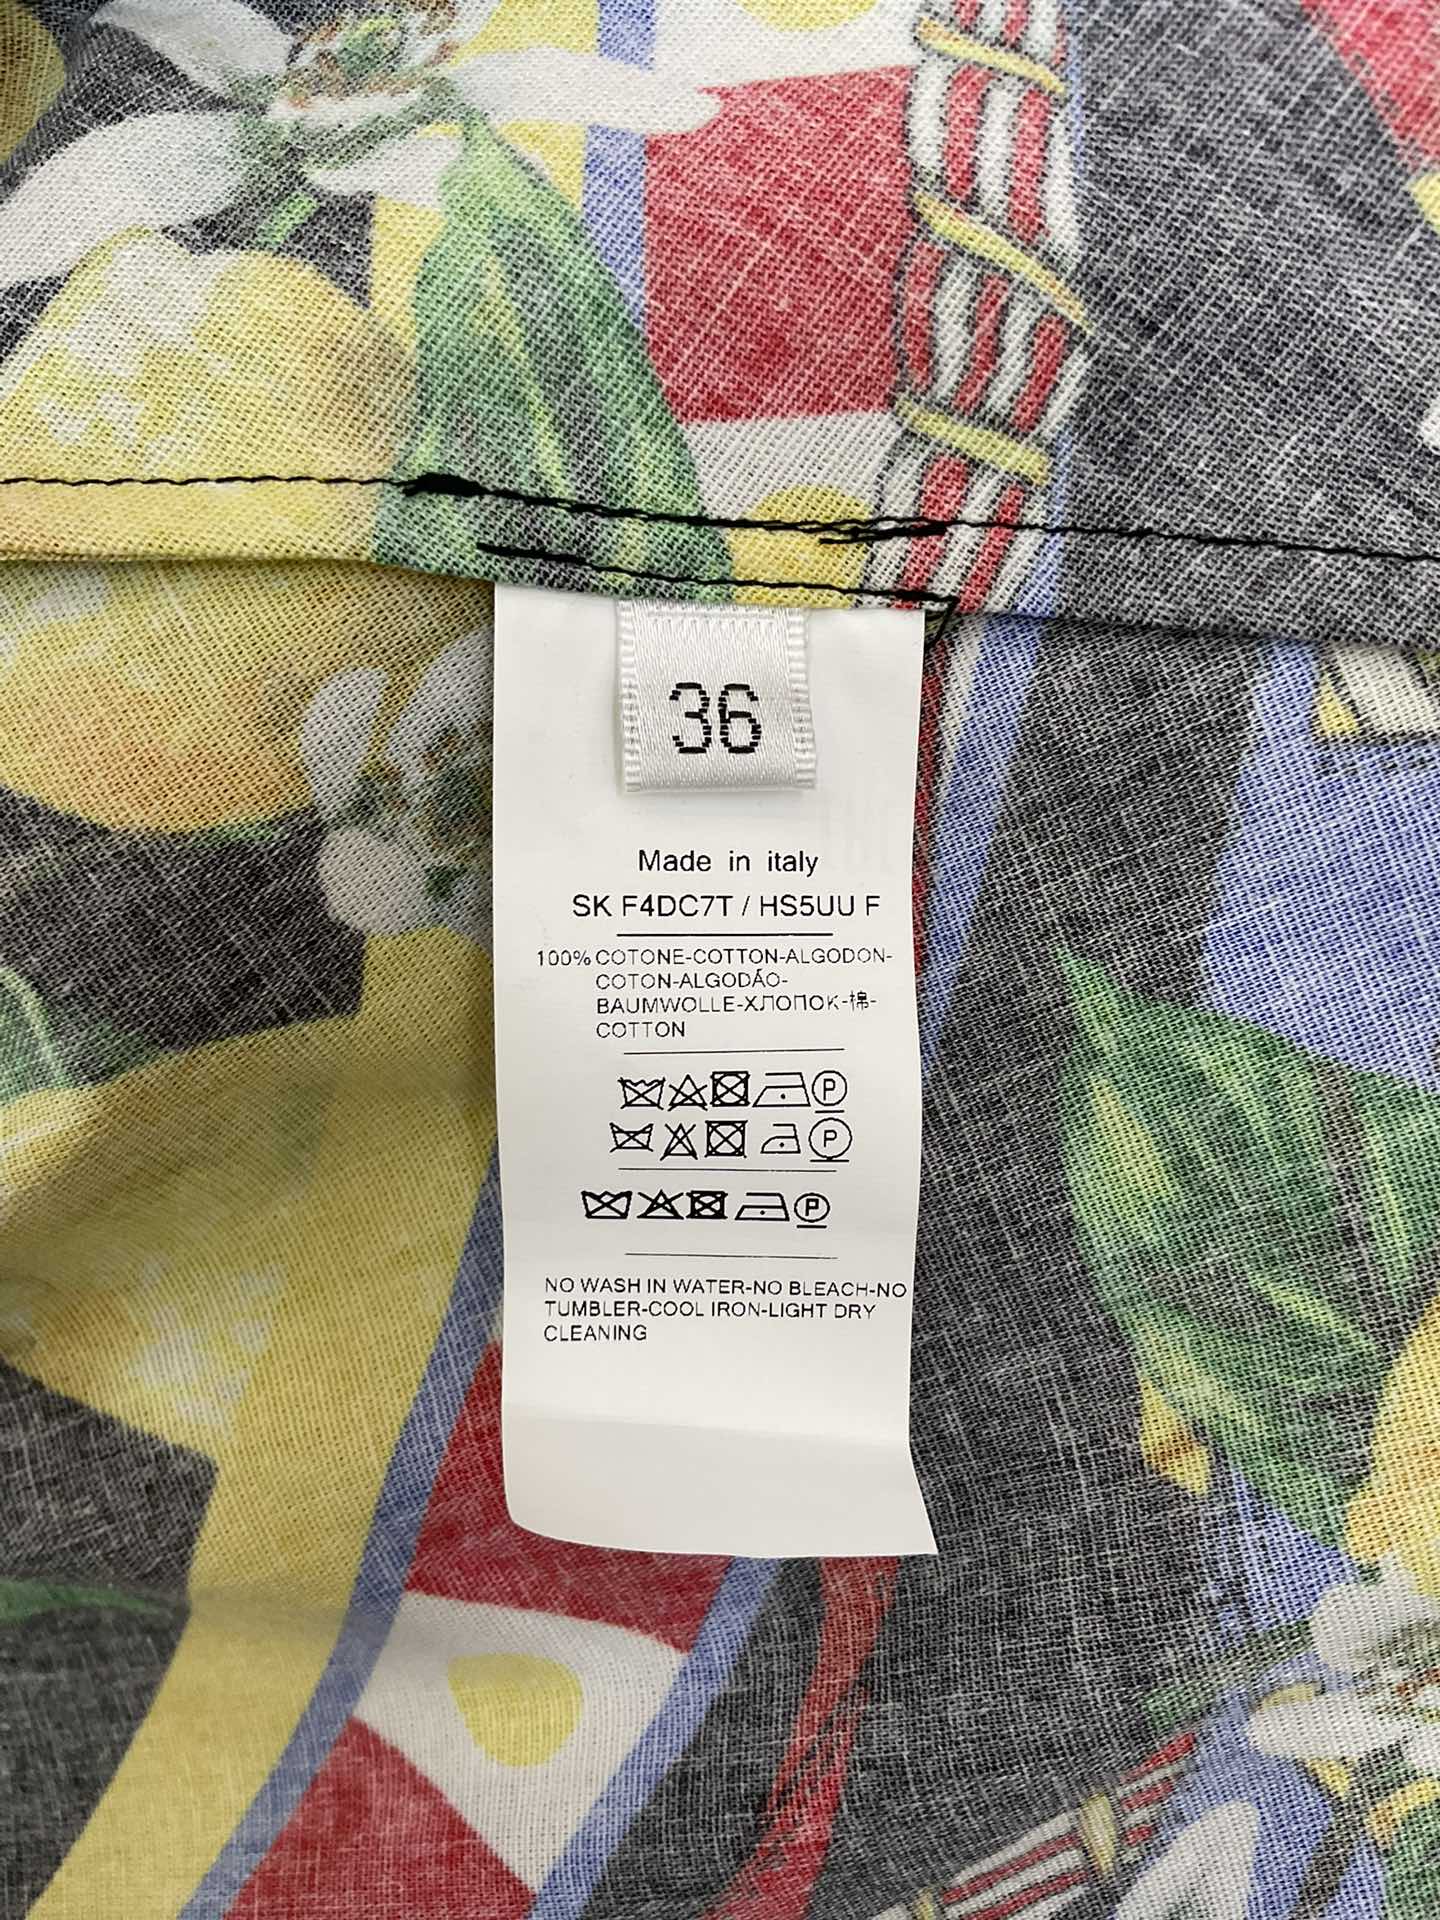 36
Made in italy
SK F4DC7T / HS5UU F
100% COTONE-COTTON-ALGODON-
COTON-ALGODÁO-
BAUMWOLLE-ХЛОПОК-棉-
COTTON
P
P
P
NO WASH IN WATER-NO BLEACH-NO
TUMBLER-COOL IRON-LIGHT DRY
CLEANING